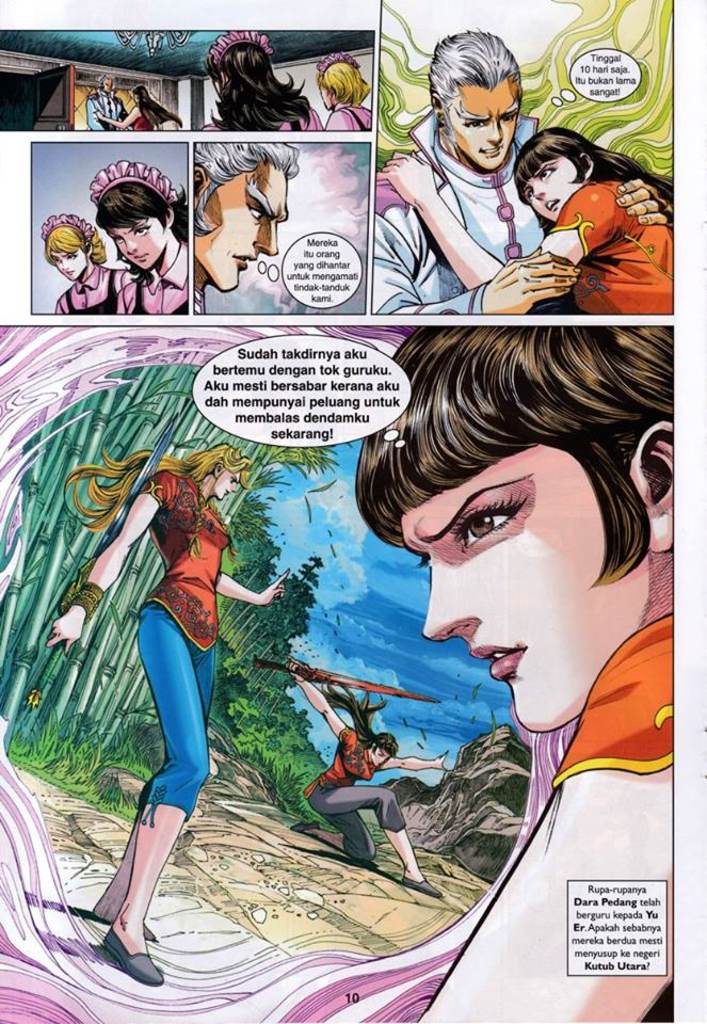 Tinggal
10 hari saja.
Itu bukan lama
sangat!
Mereka
itu orang
yang dihantar
untuk mengamati
tindak-tanduk
kami.
Sudah takdirnya aku
bertemu dengan tok guruku.
Aku mesti bersabar kerana aku
dah mempunyai peluang untuk
membalas dendamku
sekarang!
Rupa-rupanya
Dara Pedang telah
berguru kepada Yu
Er. Apakah sebabnya
mereka berdua mesti
menyusup ke negeri
Kutub Utara?
10